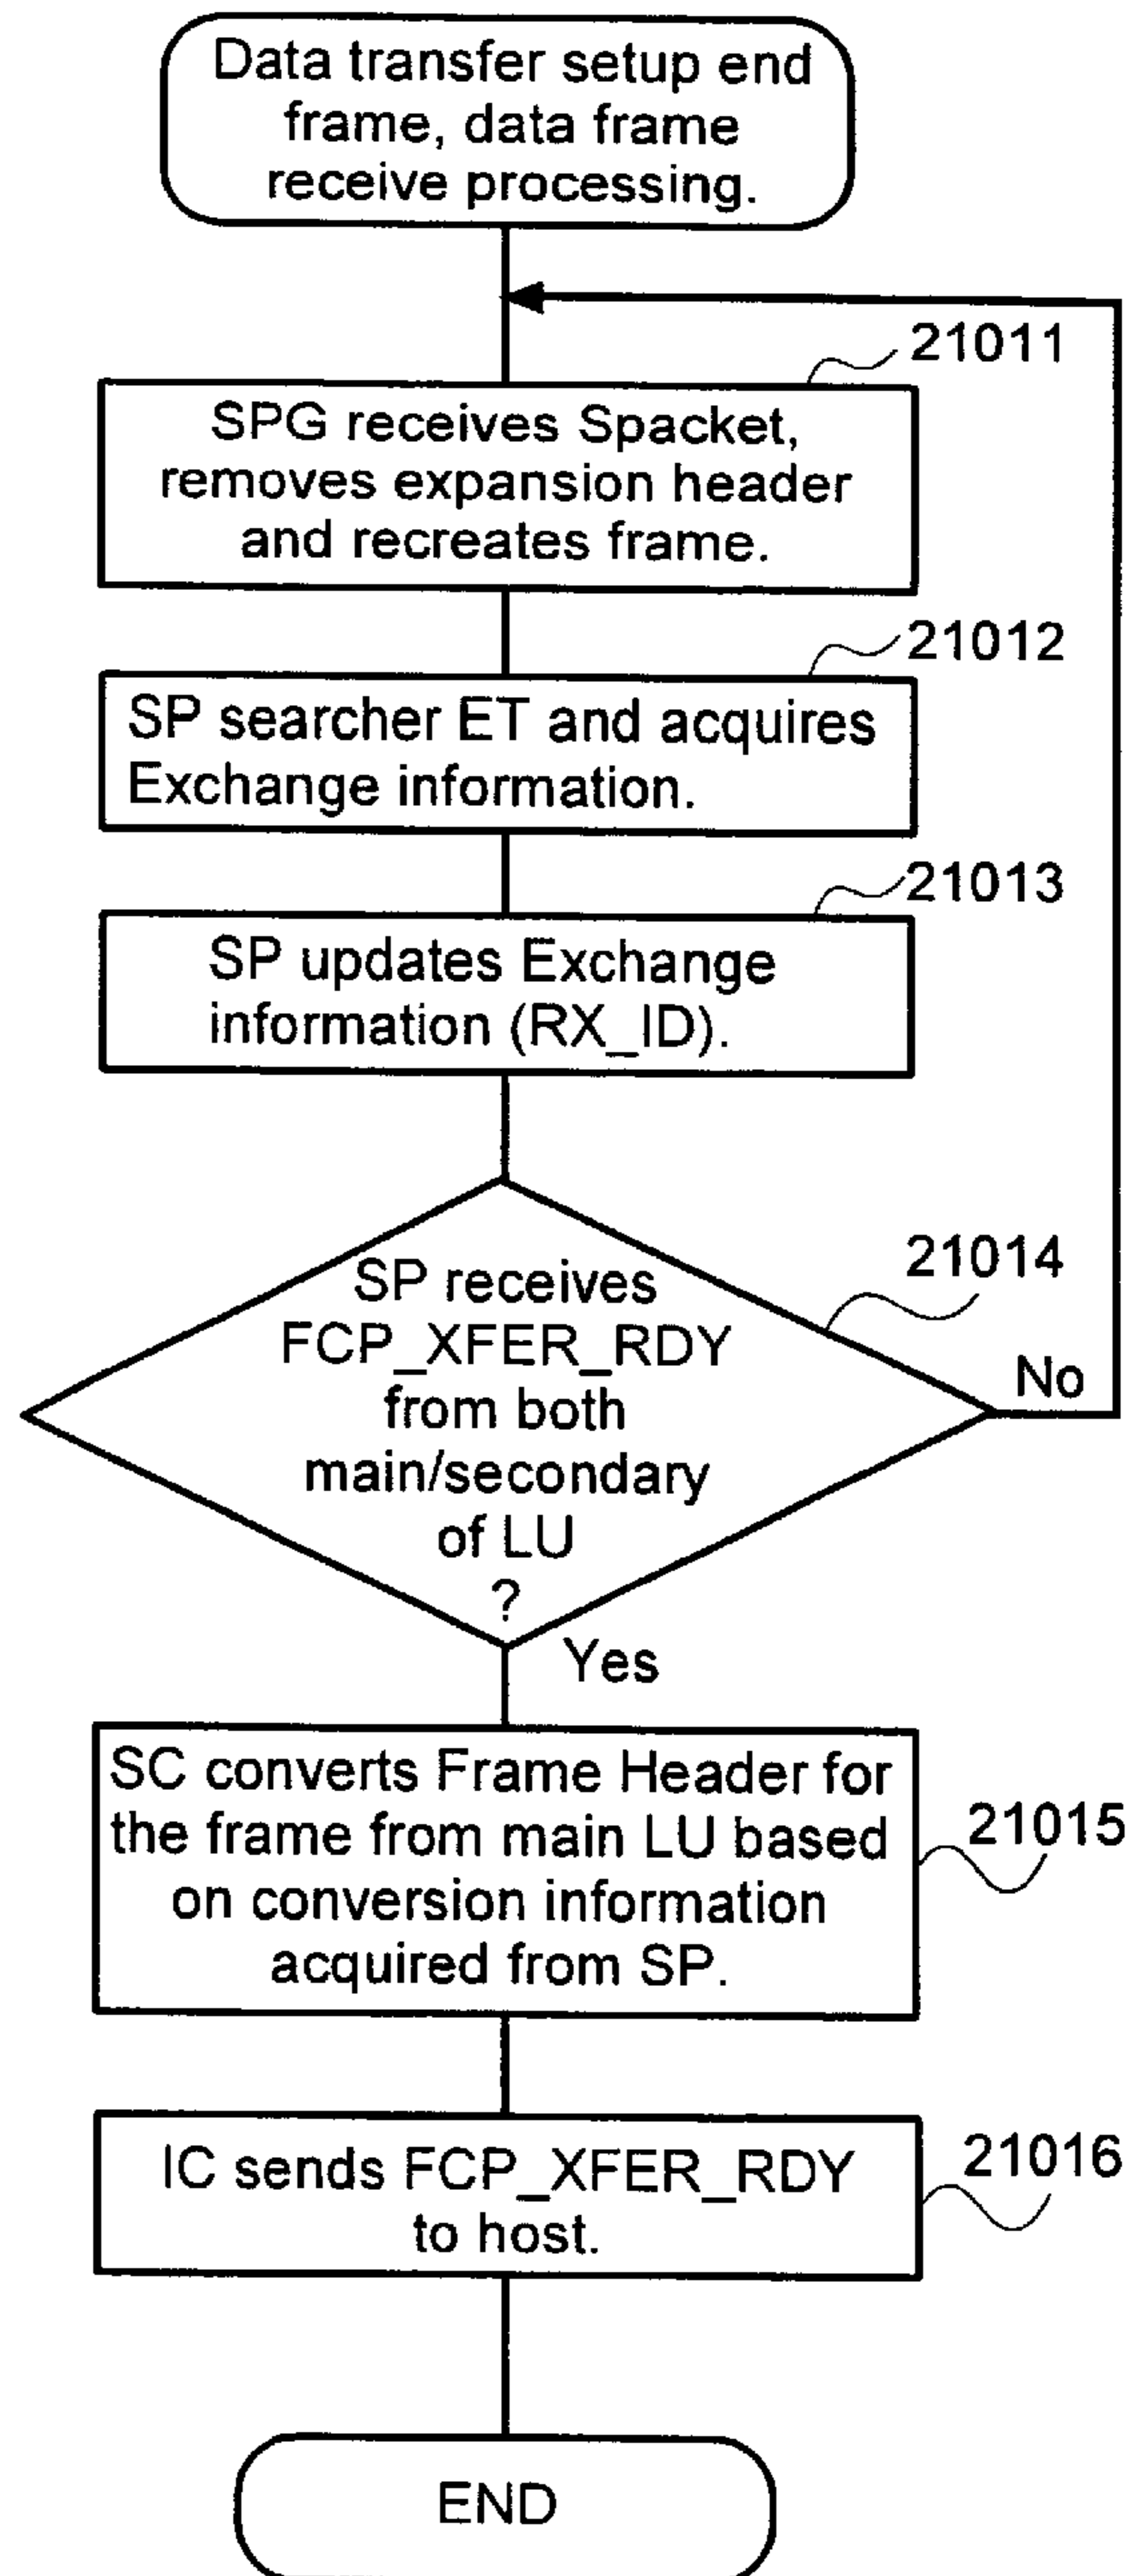 Data transfer setup end
frame, data frame
receive processing.
21011
SPG receives Spacket,
removes expansion header
and recreates frame.
21012
SP searcher ET and acquires
Exchange information.
21013
SP updates Exchange
information (RX_ID).
21014
SP receives
FCP_XFER_RDY
from both
main/secondary
of LU
?
No
Yes
SC converts Frame Header for
the frame from main LU based
on conversion information
acquired from SP.
21015
IC sends FCP_XFER_RDY
to host.
21016
END